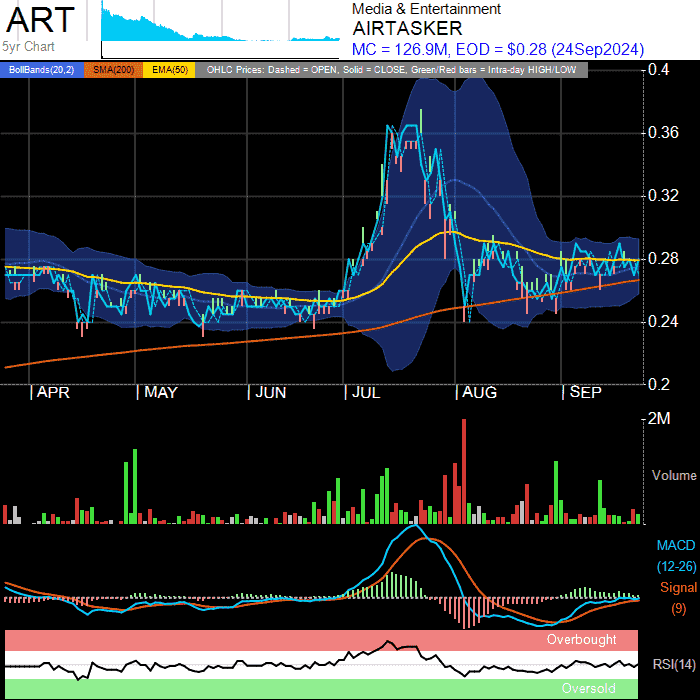 ART
5yr Chart
Media & Entertainment
AIRTASKER
MC = 126.9M, EOD = $0.28 (24Sep2024)
BollBands(20,2) SMA(200) EMA(50) OHLC Prices: Dashed = OPEN, Solid = CLOSE, Green/Red bars = Intra-day HIGH/LOW
0.4
0.36
0.32
0.28
0.24
0.2
APR MAY JUN JUL AUG SEP
2M
Volume
MACD
(12-26)
Signal
(9)
Overbought
RSI(14)
Oversold